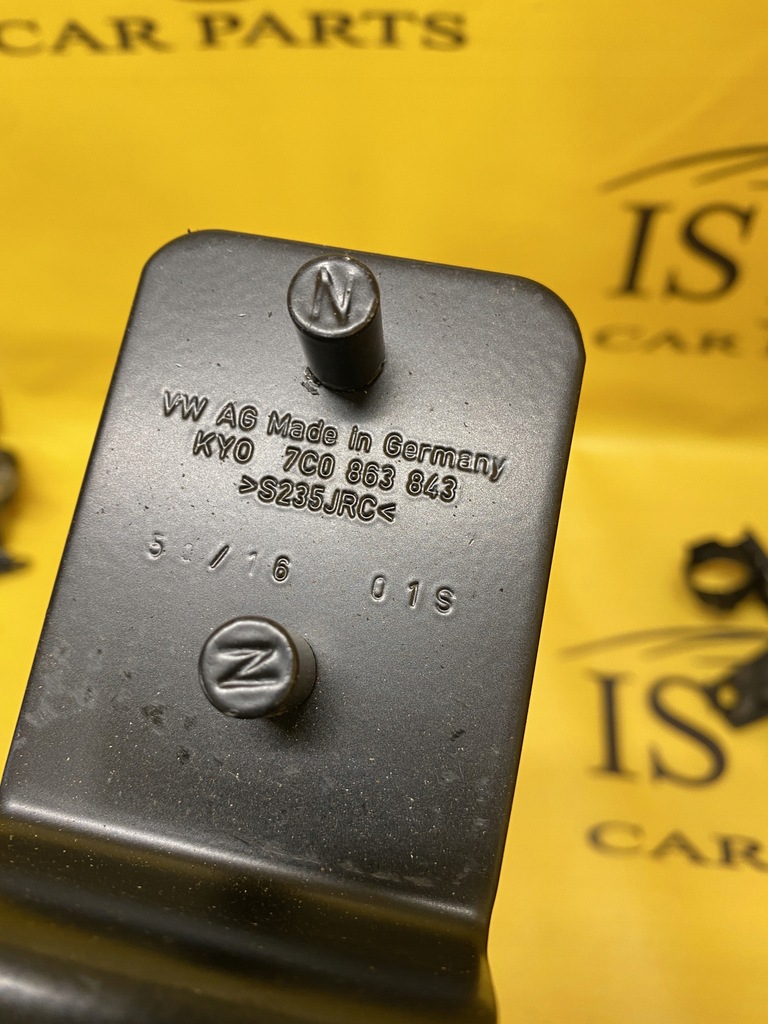 CAR PARTS
IS
CAR
N
VW AG Made in Germany
KYO 7C0 863 843
>S235JRC<
/16 01S
N
IS
CAR